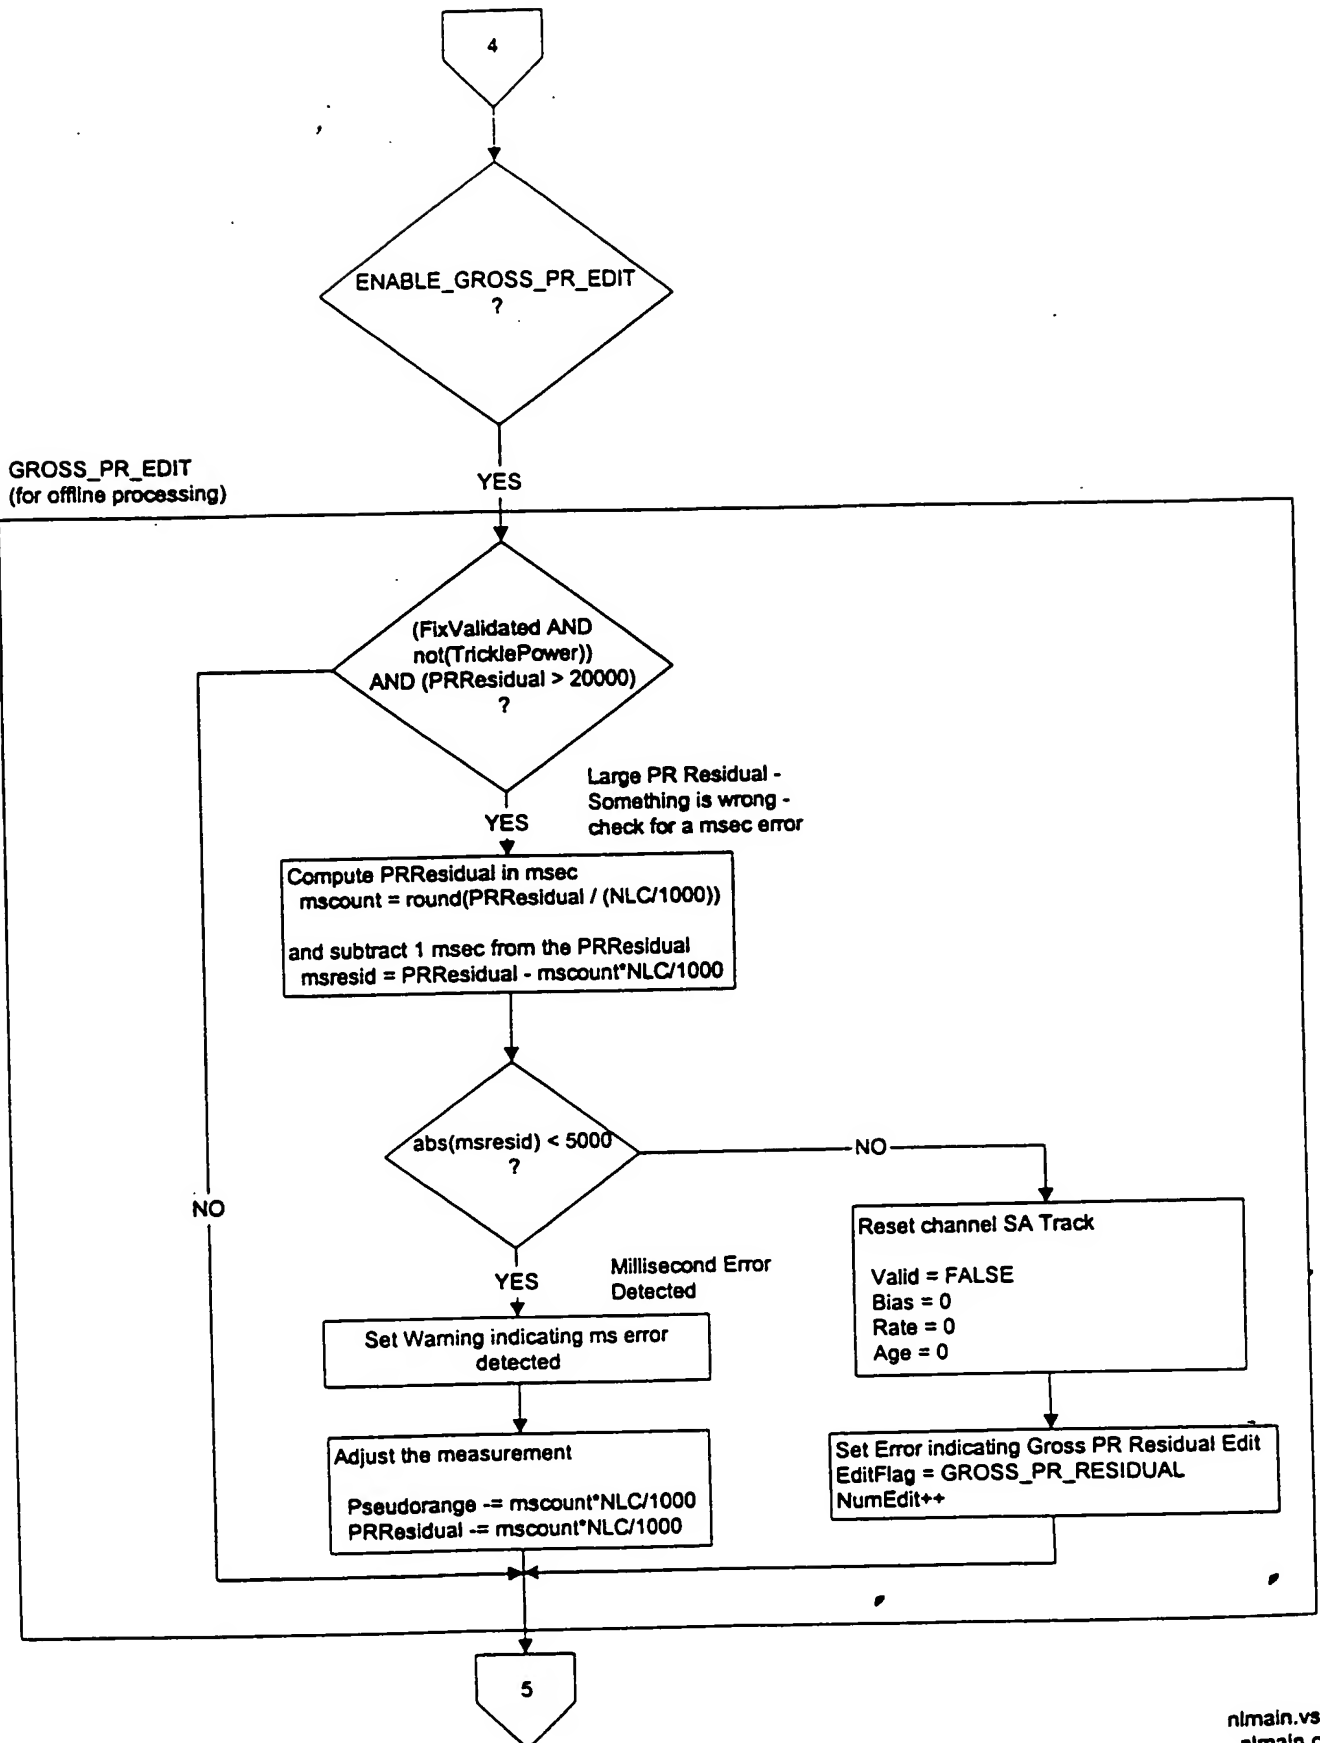 4
ENABLE_GROSS_PR_EDIT
?
GROSS_PR_EDIT
(for offline processing)
YES
(FixValidated AND
not(TricklePower))
AND (PRResidual > 20000)
?
Large PR Residual -
Something is wrong -
check for a msec error
YES
Compute PRResidual in msec
mscount = round(PRResidual / (NLC/1000))
and subtract 1 msec from the PRResidual
msresid = PRResidual - mscount*NLC/1000
abs(msresid) < 5000
?
NO
NO
Reset channel SA Track
Valid = FALSE
Bias = 0
Rate = 0
Age = 0
YES
Millisecond Error
Detected
Set Warning indicating ms error
detected
Adjust the measurement
Pseudorange -= mscount*NLC/1000
PRResidual -= mscount*NLC/1000
Set Error indicating Gross PR Residual Edit
EditFlag = GROSS_PR_RESIDUAL
NumEdit++
5
nlmain.vs